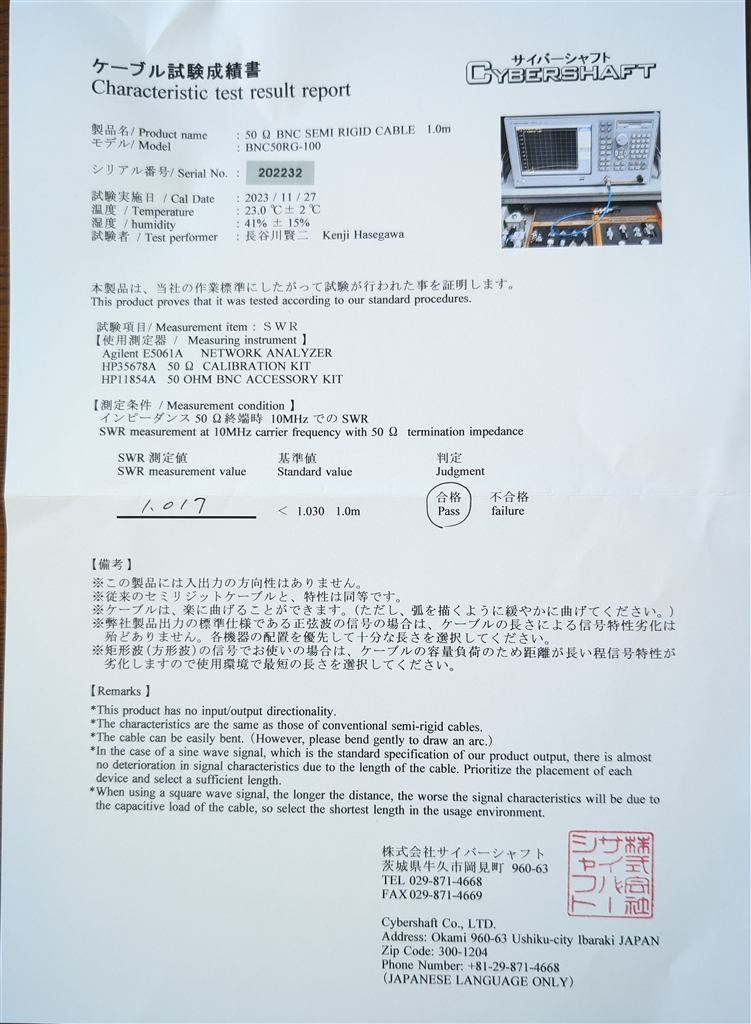 ケーブル試験成績書
Characteristic test result report
サイバーシャフト
CYBERSHAFT
製品名/ Product name : 50 Ω BNC SEMI RIGID CABLE 1.0m
モデル/ Model : BNC50RG-100
シリアル番号/ Serial No. : 202232
試験実施日 / Cal Date : 2023 / 11 / 27
温度 / Temperature : 23.0 ℃± 2 ℃
湿度 / humidity : 41% ± 15%
試験者 / Test performer : 長谷川賢二 Kenji Hasegawa
本製品は、当社の作業標準にしたがって試験が行われた事を証明します。
This product proves that it was tested according to our standard procedures.
試験項目/ Measurement item : SWR
【使用測定器 / Measuring instrument 】
Agilent E5061A NETWORK ANALYZER
HP35678A 50 Ω CALIBRATION KIT
HP11854A 50 OHM BNC ACCESSORY KIT
【測定条件 / Measurement condition 】
インピーダンス 50 Ω終端時 10MHz での SWR
SWR measurement at 10MHz carrier frequency with 50 Ω termination impedance
SWR 測定値 基準値 判定
SWR measurement value Standard value Judgment
1.017 < 1.030 1.0m 合格 不合格
Pass failure
【備考】
※この製品には入出力の方向性はありません。
※従来のセミリジットケーブルと、特性は同等です。
※ケーブルは、楽に曲げることができます。(ただし、弧を描くように緩やかに曲げてください。)
※弊社製品出力の標準仕様である正弦波の信号の場合は、ケーブルの長さによる信号特性劣化は
殆どありません。各機器の配置を優先して十分な長さを選択してください。
※矩形波(方形波)の信号でお使いの場合は、ケーブルの容量負荷のため距離が長い程信号特性が
劣化しますので使用環境で最短の長さを選択してください。
【Remarks】
*This product has no input/output directionality.
*The characteristics are the same as those of conventional semi-rigid cables.
*The cable can be easily bent. (However, please bend gently to draw an arc.)
*In the case of a sine wave signal, which is the standard specification of our product output, there is almost
no deterioration in signal characteristics due to the length of the cable. Prioritize the placement of each
device and select a sufficient length.
*When using a square wave signal, the longer the distance, the worse the signal characteristics will be due to
the capacitive load of the cable, so select the shortest length in the usage environment.
株式会社サイバーシャフト
茨城県牛久市岡見町 960-63
TEL 029-871-4668
FAX 029-871-4669
株式会社
サイバー
シャフト
Cybershaft Co., LTD.
Address: Okami 960-63 Ushiku-city Ibaraki JAPAN
Zip Code: 300-1204
Phone Number: +81-29-871-4668
(JAPANESE LANGUAGE ONLY)